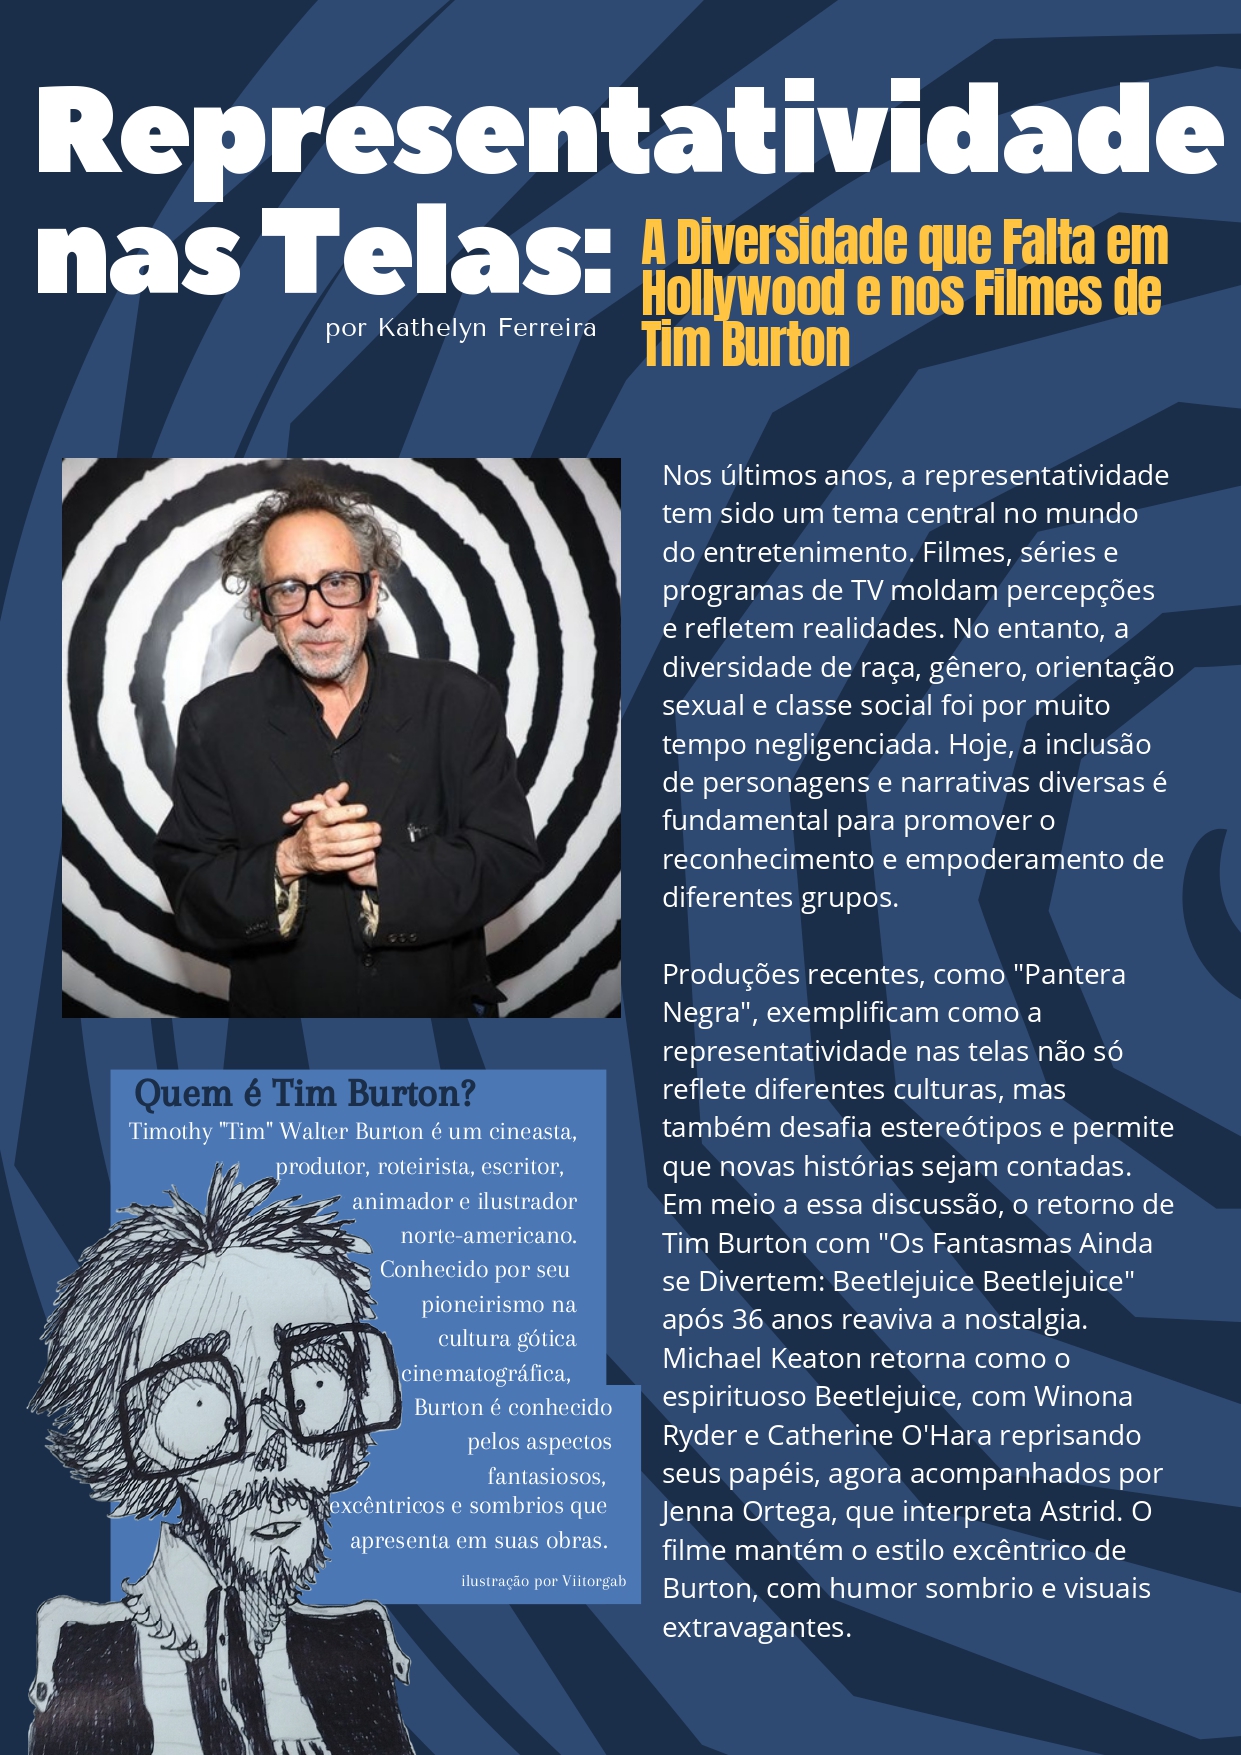 Representatividade
nas Telas:
A Diversidade que Falta em
Hollywood e nos Filmes de
Tim Burton
por Kathelyn Ferreira
Nos últimos anos, a representatividade
tem sido um tema central no mundo
do entretenimento. Filmes, séries e
programas de TV moldam percepções
e refletem realidades. No entanto, a
diversidade de raça, gênero, orientação
sexual e classe social foi por muito
tempo negligenciada. Hoje, a inclusão
de personagens e narrativas diversas é
fundamental para promover o
reconhecimento e empoderamento de
diferentes grupos.
Produções recentes, como "Pantera
Negra", exemplificam como a
representatividade nas telas não só
reflete diferentes culturas, mas
também desafia estereótipos e permite
que novas histórias sejam contadas.
Em meio a essa discussão, o retorno de
Tim Burton com "Os Fantasmas Ainda
se Divertem: Beetlejuice Beetlejuice"
após 36 anos reaviva a nostalgia.
Michael Keaton retorna como o
espirituoso Beetlejuice, com Winona
Ryder e Catherine O'Hara reprisando
seus papéis, agora acompanhados por
Jenna Ortega, que interpreta Astrid. O
filme mantém o estilo excêntrico de
Burton, com humor sombrio e visuais
extravagantes.
Quem é Tim Burton?
Timothy "Tim" Walter Burton é um cineasta,
produtor, roteirista, escritor,
animador e ilustrador
norte-americano.
Conhecido por seu
pioneirismo na
cultura gótica
cinematográfica,
Burton é conhecido
pelos aspectos
fantasiosos,
excêntricos e sombrios que
apresenta em suas obras.
ilustração por Viitorgab